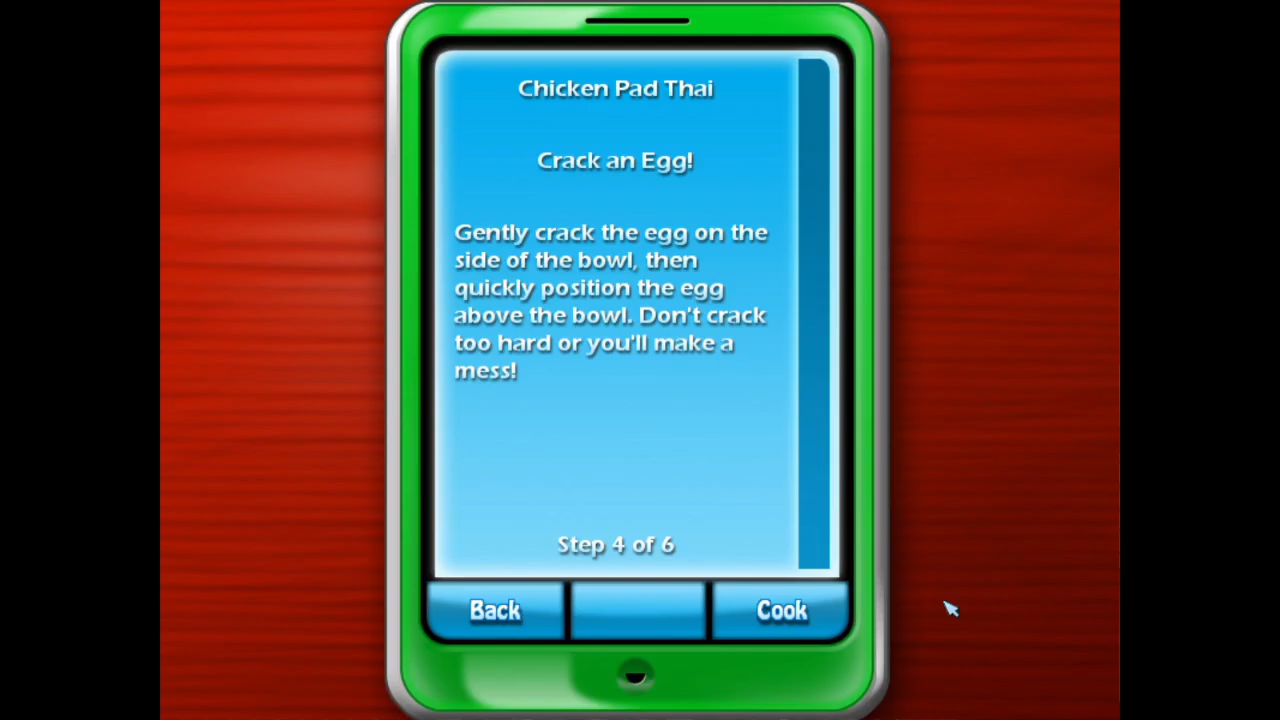 Chicken Pad Thai
Crack an Egg!
Gently crack the egg on the
side of the bowl, then
quickly position the egg
above the bowl. Don't crack
too hard or you'll make a
mess!
Step 4 of 6
Back
Cook